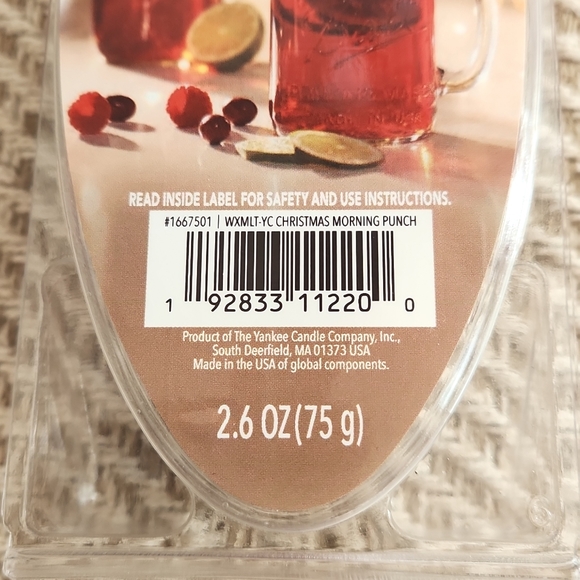 READ INSIDE LABEL FOR SAFETY AND USE INSTRUCTIONS.
#1667501 | WXMLT-YC CHRISTMAS MORNING PUNCH
1 92833 11220 0
Product of The Yankee Candle Company, Inc.,
South Deerfield, MA 01373 USA
Made in the USA of global components.
2.6 OZ(75 g)